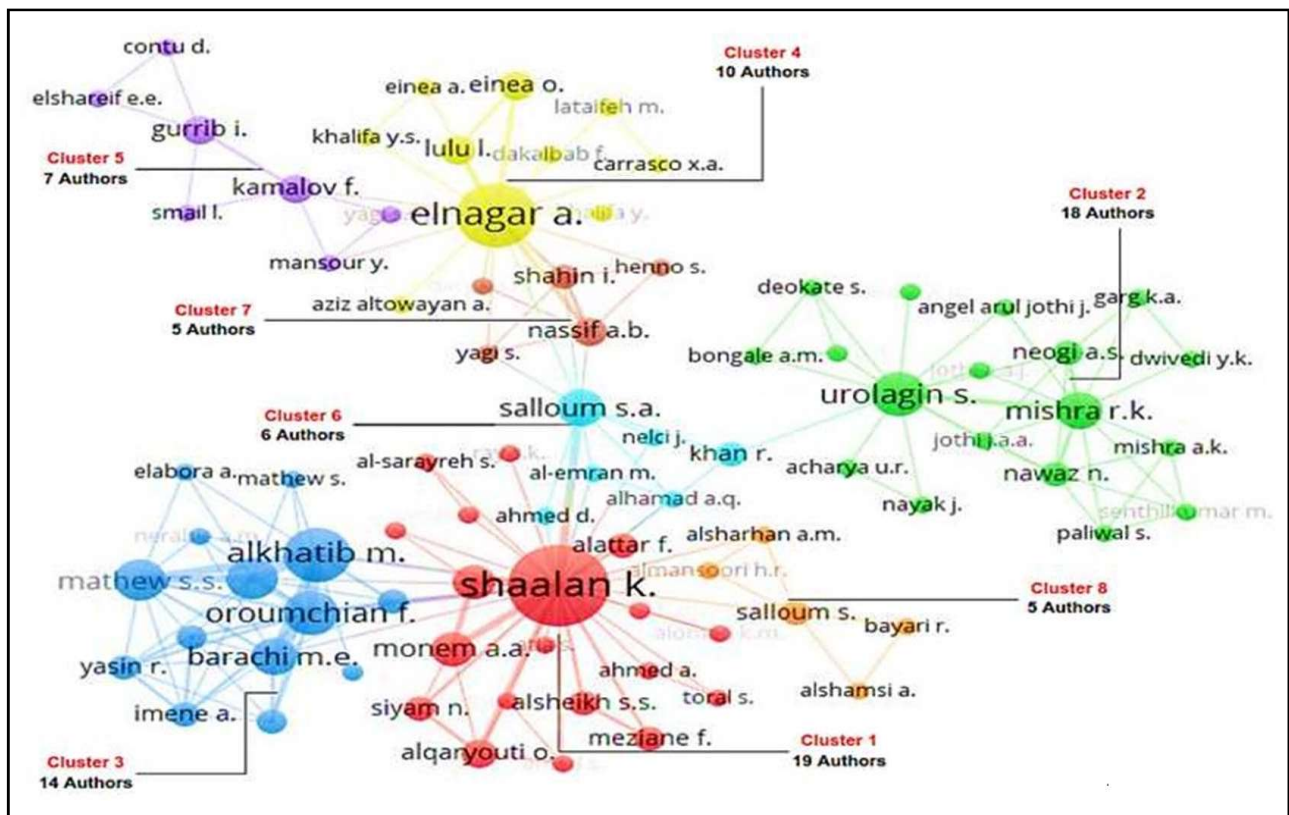 contu d.
Cluster 4
10 Authors
elshareif e.e.
einea a.
einea o.
lataifeh m.
gurrib i.
khalifa y.s.
lulu l.
dakalbab f.
carrasco x.a.
Cluster 5
7 Authors
kamalov f.
smail l.
elnagar a.
Cluster 2
18 Authors
mansour y.
shahin i.
henno s.
aziz altowayan a.
deokate s.
angel arul jothi j.
garg k.a.
Cluster 7
5 Authors
nassif a.b.
yagi s.
bongale a.m.
neogi a.s.
dwivedi y.k.
urolagin s.
mishra r.k.
salloum s.a.
Cluster 6
6 Authors
nelci j.
khan r.
jothi j.a.a.
mishra a.k.
al-sarayreh s.
al-emran m.
acharya u.r.
nawaz n.
elabora a.
mathew s.
alhamad a.q.
nayak j.
senthilkumar m.
ahmed d.
alsharhan a.m.
paliwal s.
alkhatib m.
alattar f.
almansoori h.r.
mathew s.s.
shaalan k.
Cluster 8
5 Authors
oroumchian f.
salloum s.
bayari r.
barachi m.e.
monem a.a.
yasin r.
ahmed a.
alshamsi a.
imene a.
siyam n.
alsheikh s.s.
toral s.
alqaryouti o.
meziane f.
Cluster 3
14 Authors
Cluster 1
19 Authors